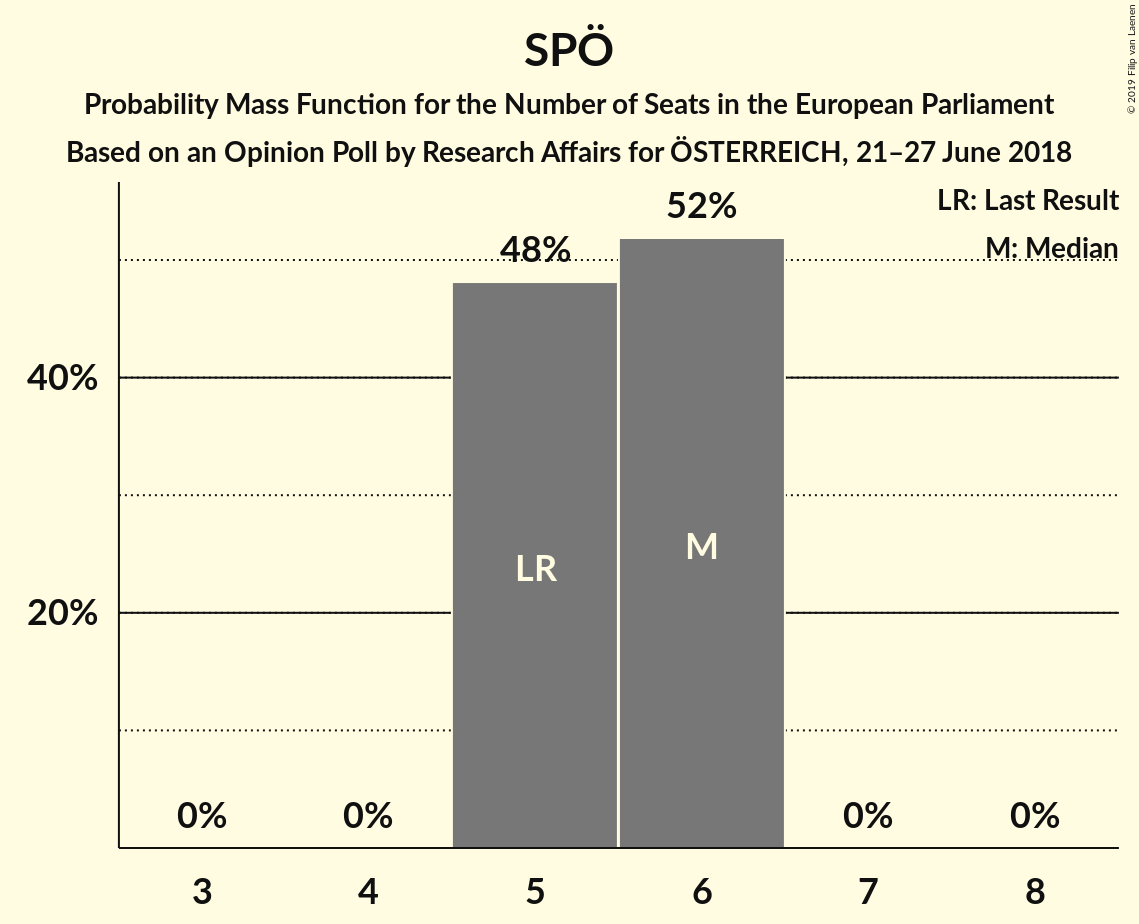 SPÖ
Probability Mass Function for the Number of Seats in the European Parliament
Based on an Opinion Poll by Research Affairs for ÖSTERREICH, 21–27 June 2018
© 2019 Filip van Laenen
LR: Last Result
M: Median
52%
48%
40%
20%
LR
M
0%
0%
0%
0%
3
4
5
6
7
8